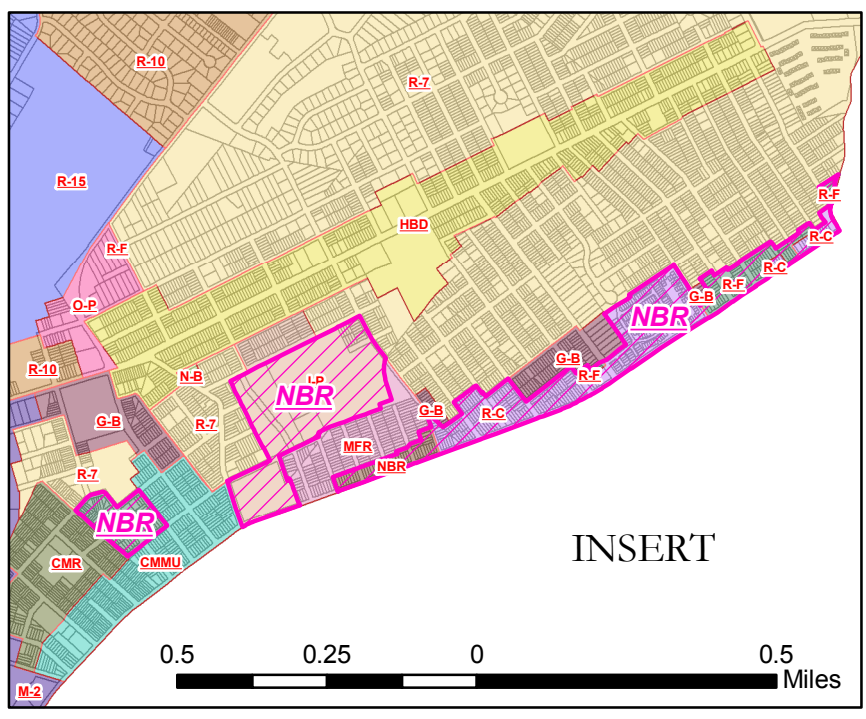 R-10
R-7
R-15
R-F
R-F
HBD
R-C
O-P
R-C
R-F
G-B
NBR
R-10
N-B
G-B
R-F
NBR
G-B
R-7
G-B
R-C
MFR
NBR
R-7
NBR
CMR
CMMU
INSERT
M-2
0.5 0.25 0 0.5
Miles